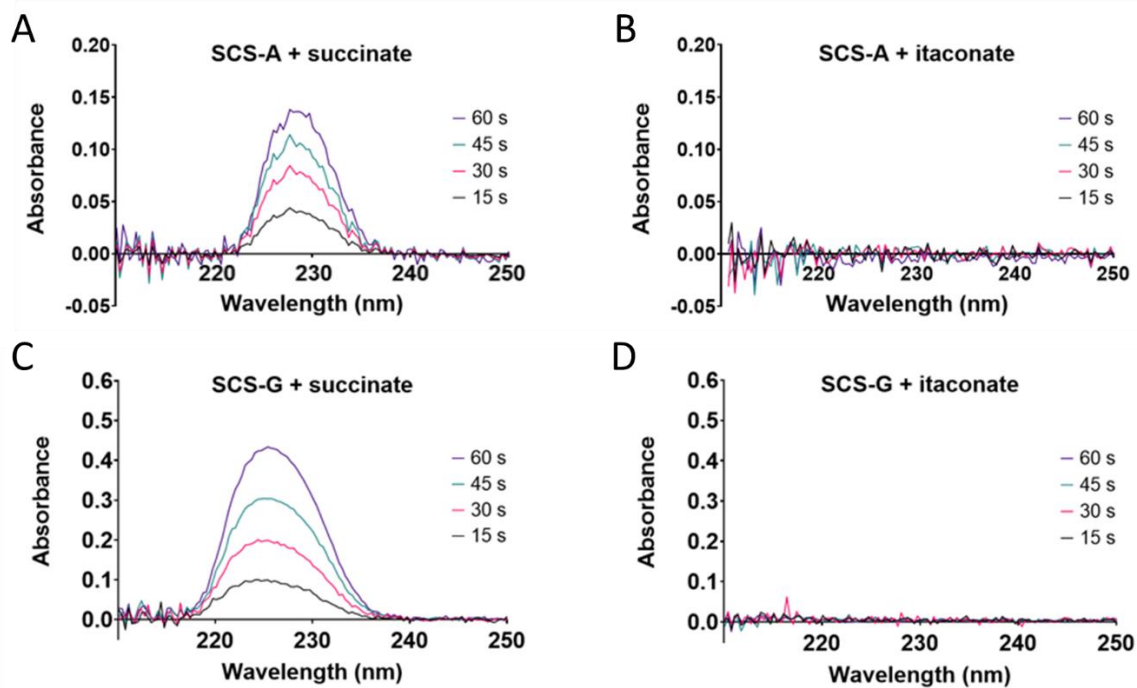 A
SCS-A + succinate
0.20
0.15
0.10
0.05
0.00
-0.05
Absorbance
60 s
45 s
30 s
15 s
220
230
240
250
Wavelength (nm)
B
SCS-A + itaconate
0.20
0.15
0.10
0.05
0.00
-0.05
Absorbance
60 s
45 s
30 s
15 s
220
230
240
250
Wavelength (nm)
C
SCS-G + succinate
0.6
0.5
0.4
0.3
0.2
0.1
0.0
Absorbance
60 s
45 s
30 s
15 s
220
230
240
250
Wavelength (nm)
D
SCS-G + itaconate
0.6
0.5
0.4
0.3
0.2
0.1
0.0
Absorbance
60 s
45 s
30 s
15 s
220
230
240
250
Wavelength (nm)